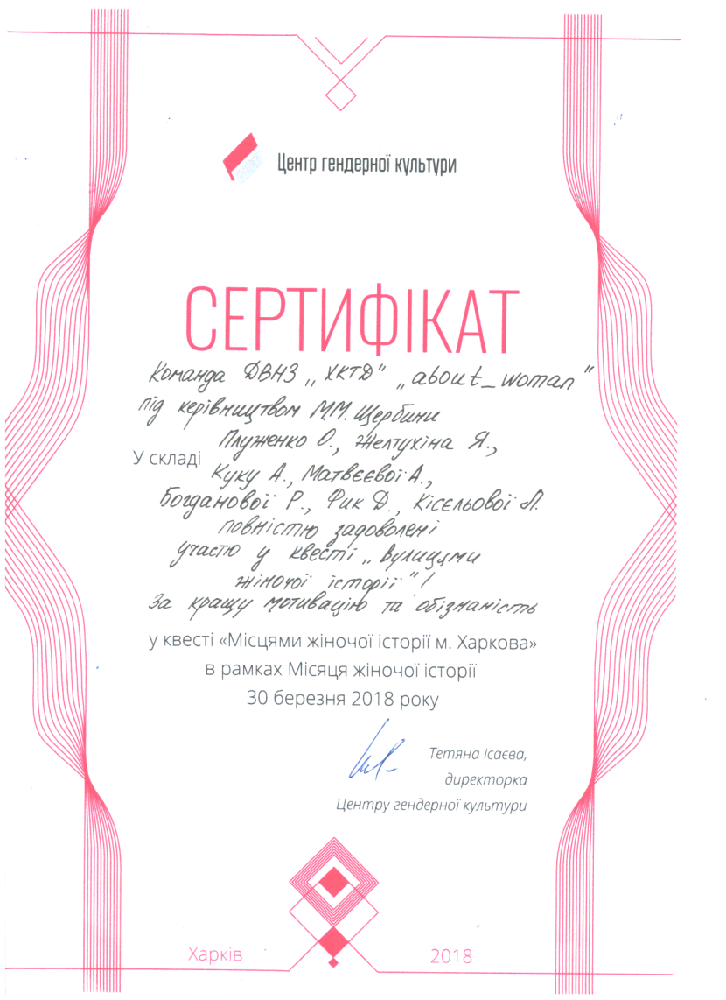 Центр гендерної культури
СЕРТИФІКАТ
Команда ДВНЗ „ХКТД" „about_woman"
під керівництвом М.М. Щербини
Плуженко О., Желтухіна Я.,
У складі
Куку А., Матвєєвої А.,
Богданової Р., Фик Д., Кісєльової Л.
повністю задоволені
участю у квесті „Вулицями
жіночої історії"!
За кращу мотивацію та обізнаність
у квесті «Місцями жіночої історії м. Харкова»
в рамках Місяця жіночої історії
30 березня 2018 року
Тетяна Ісаєва,
директорка
Центру гендерної культури
Харків 2018